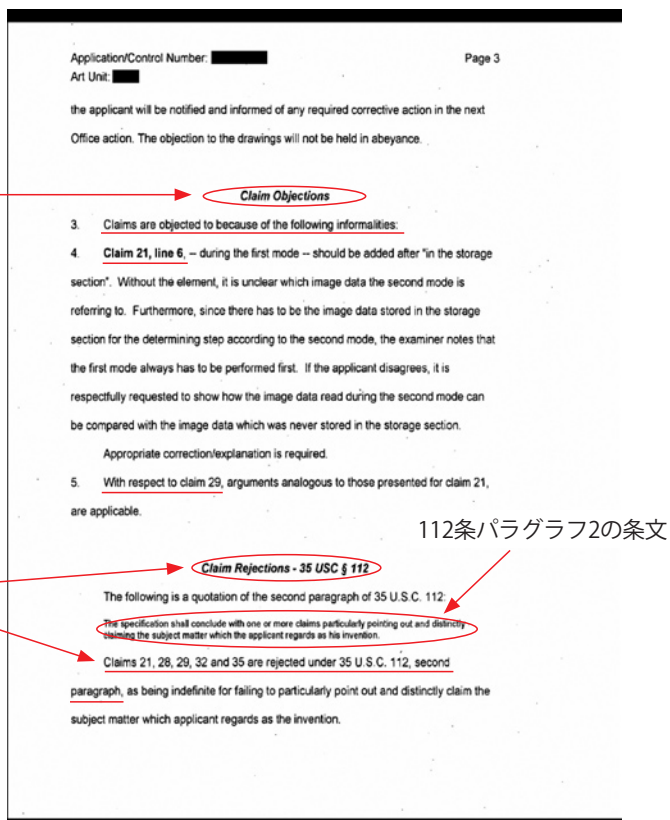 Application/Control Number:
Page 3
Art Unit:
the applicant will be notified and informed of any required corrective action in the next
Office action. The objection to the drawings will not be held in abeyance.
Claim Objections
3. Claims are objected to because of the following informalities:
4. Claim 21, line 6, -- during the first mode -- should be added after "in the storage
section". Without the element, it is unclear which image data the second mode is
referring to. Furthermore, since there has to be the image data stored in the storage
section for the determining step according to the second mode, the examiner notes that
the first mode always has to be performed first. If the applicant disagrees, it is
respectfully requested to show how the image data read during the second mode can
be compared with the image data which was never stored in the storage section.
Appropriate correction/explanation is required.
5. With respect to claim 29, arguments analogous to those presented for claim 21,
are applicable.
112条パラグラフ2の条文
Claim Rejections - 35 USC § 112
The following is a quotation of the second paragraph of 35 U.S.C. 112:
The specification shall conclude with one or more claims particularly pointing out and distinctly
claiming the subject matter which the applicant regards as his invention.
Claims 21, 28, 29, 32 and 35 are rejected under 35 U.S.C. 112, second
paragraph, as being indefinite for failing to particularly point out and distinctly claim the
subject matter which applicant regards as the invention.